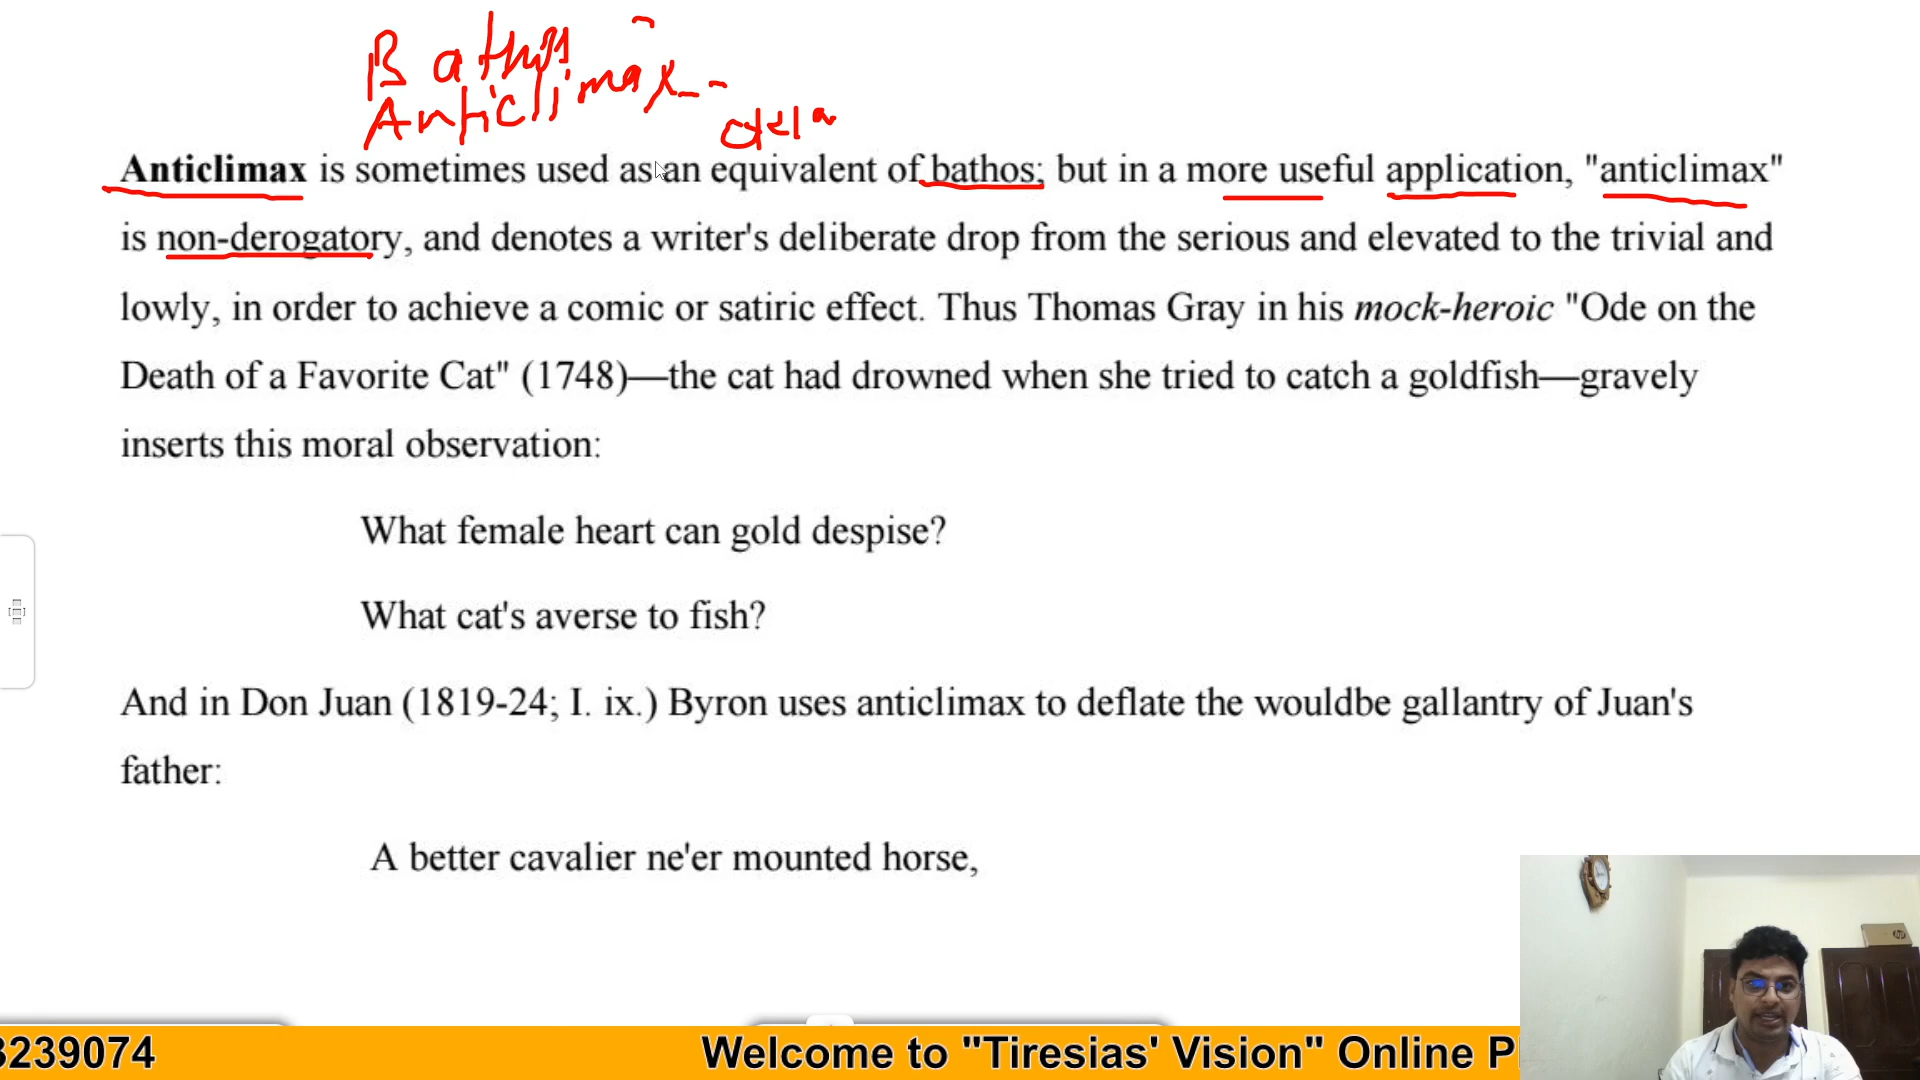 Bathos
Anticlimax
Anticlimax is sometimes used as an equivalent of bathos; but in a more useful application, "anticlimax"
is non-derogatory, and denotes a writer's deliberate drop from the serious and elevated to the trivial and
lowly, in order to achieve a comic or satiric effect. Thus Thomas Gray in his mock-heroic "Ode on the
Death of a Favorite Cat" (1748)—the cat had drowned when she tried to catch a goldfish—gravely
inserts this moral observation:
What female heart can gold despise?
What cat's averse to fish?
And in Don Juan (1819-24; I. ix.) Byron uses anticlimax to deflate the wouldbe gallantry of Juan's
father:
A better cavalier ne'er mounted horse,
3239074 Welcome to "Tiresias' Vision" Online P